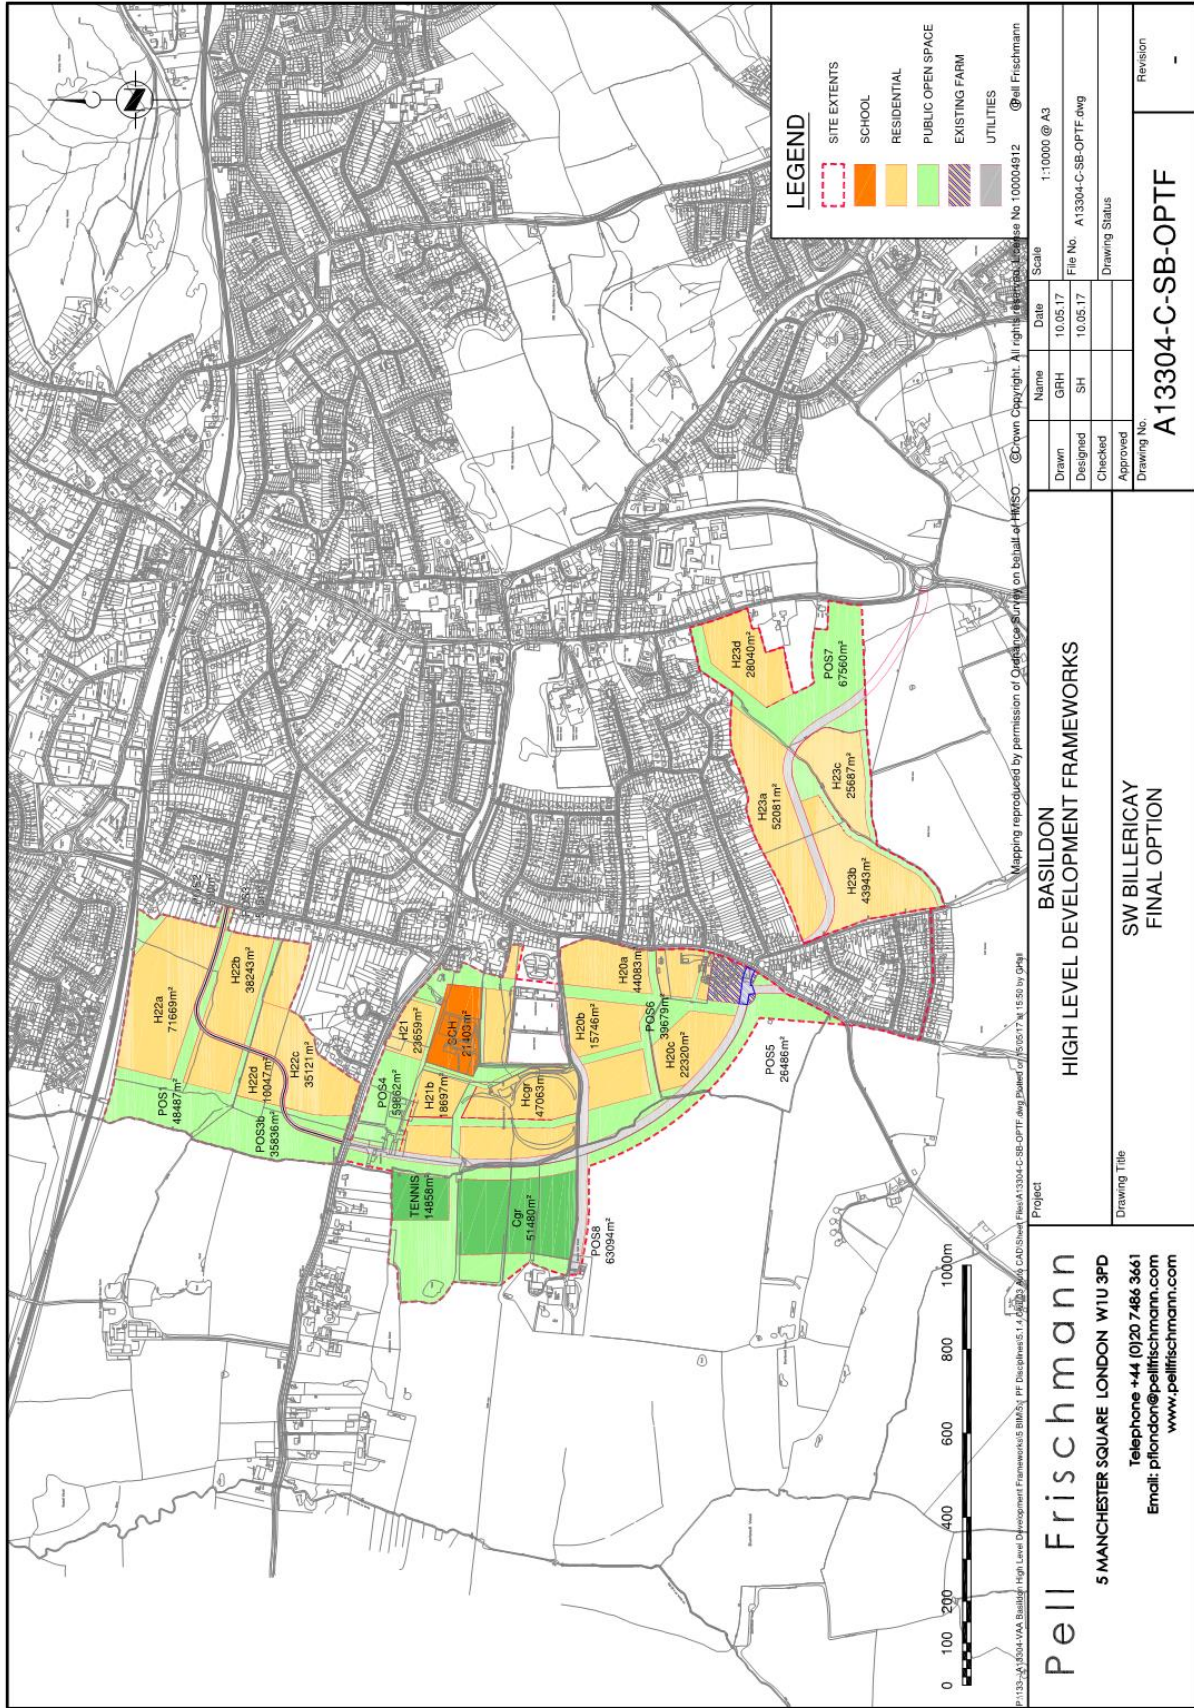 LEGEND
SITE EXTENTS
SCHOOL
RESIDENTIAL
PUBLIC OPEN SPACE
EXISTING FARM
UTILITIES
H22a
71669m²
H22b
38243m²
H22d
10047m²
H22c
35121m²
POS1
48487m²
POS3b
35836m²
POS4
59862m²
H21
23659m²
SCH
21403m²
H21b
18697m²
Hcgr
47063m²
TENNIS
14858m²
Cgr
51480m²
POS8
63094m²
H20a
44083m²
H20b
15746m²
POS6
39679m²
H20c
22320m²
POS5
26486m²
H23d
28040m²
POS7
67560m²
H23a
52081m²
H23c
25687m²
H23b
43943m²
0 100 200 400 600 800 1000m
Mapping reproduced by permission of Ordnance Survey on behalf of HMSO. ©Crown Copyright. All rights reserved. License No 100004912 @Pell Frischmann
Pell Frischmann
5 MANCHESTER SQUARE LONDON W1U 3PD
Telephone +44 (0)20 7486 3661
Email: pflondon@pellfrischmann.com
www.pellfrischmann.com
Project
BASILDON
HIGH LEVEL DEVELOPMENT FRAMEWORKS
Drawing Title
SW BILLERICAY
FINAL OPTION
Name Date Scale
1:10000 @ A3
Drawn GRH 10.05.17
Designed SH 10.05.17
File No. A13304-C-SB-OPTF.dwg
Checked
Drawing Status
Approved
Drawing No.
A13304-C-SB-OPTF
Revision
-